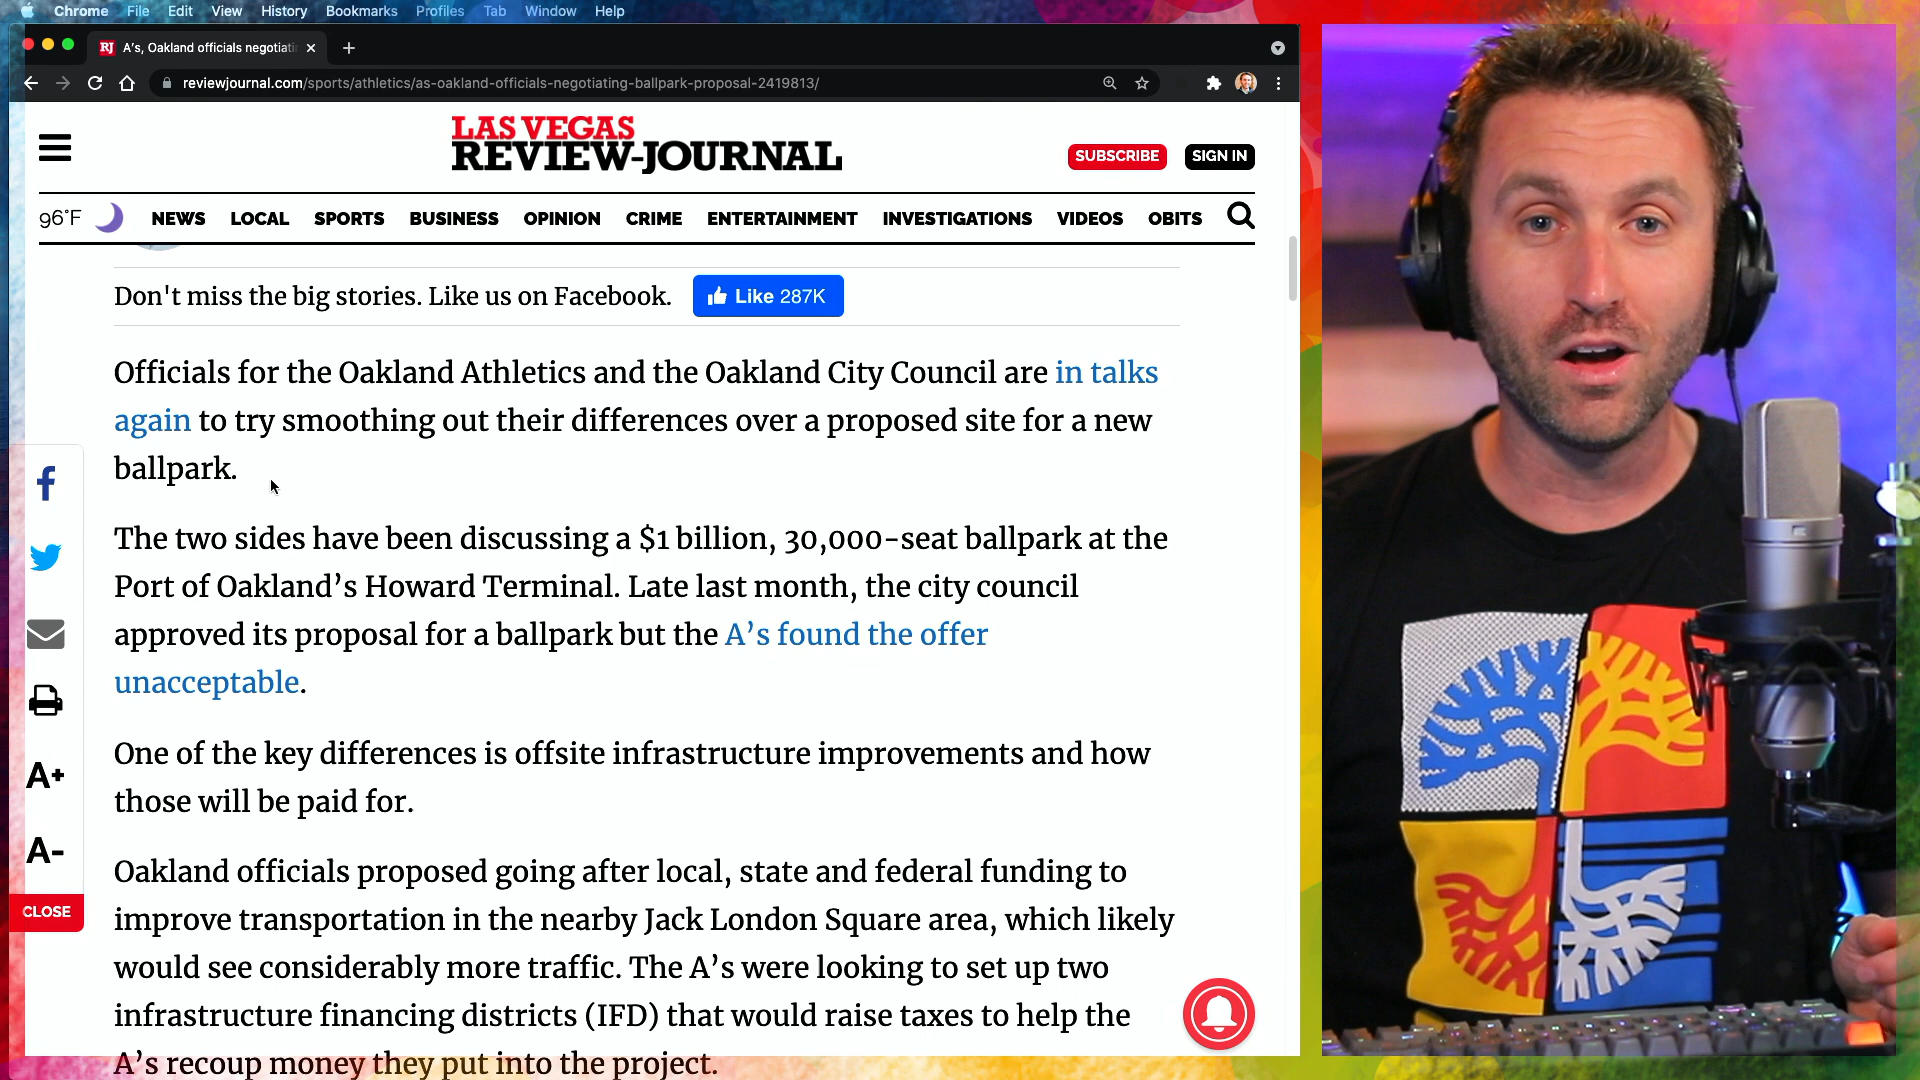 Chrome File Edit View History Bookmarks Profiles Tab Window Help
RJ A's, Oakland officials negotiati
reviewjournal.com/sports/athletics/as-oakland-officials-negotiating-ballpark-proposal-2419813/
LAS VEGAS
REVIEW-JOURNAL
SUBSCRIBE SIGN IN
96°F NEWS LOCAL SPORTS BUSINESS OPINION CRIME ENTERTAINMENT INVESTIGATIONS VIDEOS OBITS
Don't miss the big stories. Like us on Facebook. Like 287K
Officials for the Oakland Athletics and the Oakland City Council are in talks
again to try smoothing out their differences over a proposed site for a new
ballpark.
The two sides have been discussing a $1 billion, 30,000-seat ballpark at the
Port of Oakland’s Howard Terminal. Late last month, the city council
approved its proposal for a ballpark but the A’s found the offer
unacceptable.
One of the key differences is offsite infrastructure improvements and how
those will be paid for.
Oakland officials proposed going after local, state and federal funding to
improve transportation in the nearby Jack London Square area, which likely
would see considerably more traffic. The A’s were looking to set up two
infrastructure financing districts (IFD) that would raise taxes to help the
A’s recoup money they put into the project.
A+
A-
CLOSE